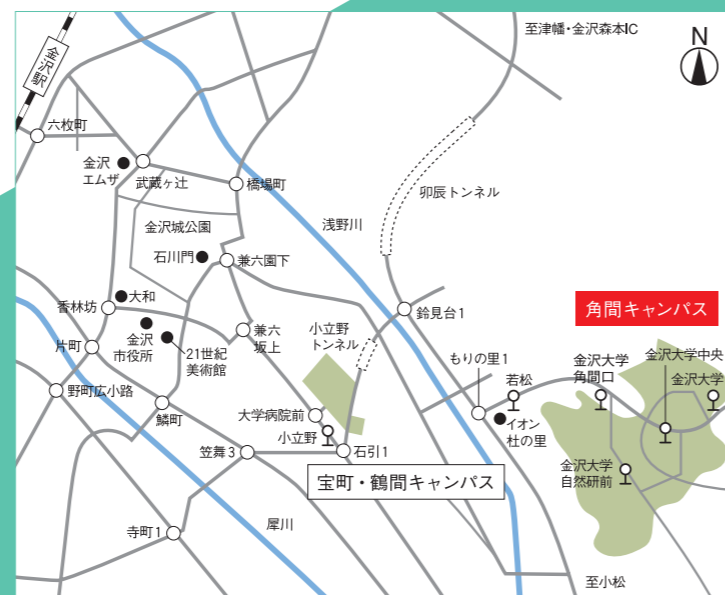 至津幡・金沢森本IC
N
金沢駅
六枚町
金沢
エムザ
武蔵ヶ辻
橋場町
卯辰トンネル
金沢城公園
浅野川
石川門
兼六園下
大和
香林坊
鈴見台1
角間キャンパス
金沢
市役所
21世紀
美術館
兼六
坂上
小立野
トンネル
片町
もりの里1
若松
金沢大学
角間口
金沢大学中央
金沢大学
野町広小路
鱗町
大学病院前
小立野
イオン
杜の里
笠舞3
石引1
金沢大学
自然研前
宝町・鶴間キャンパス
寺町1
犀川
至小松